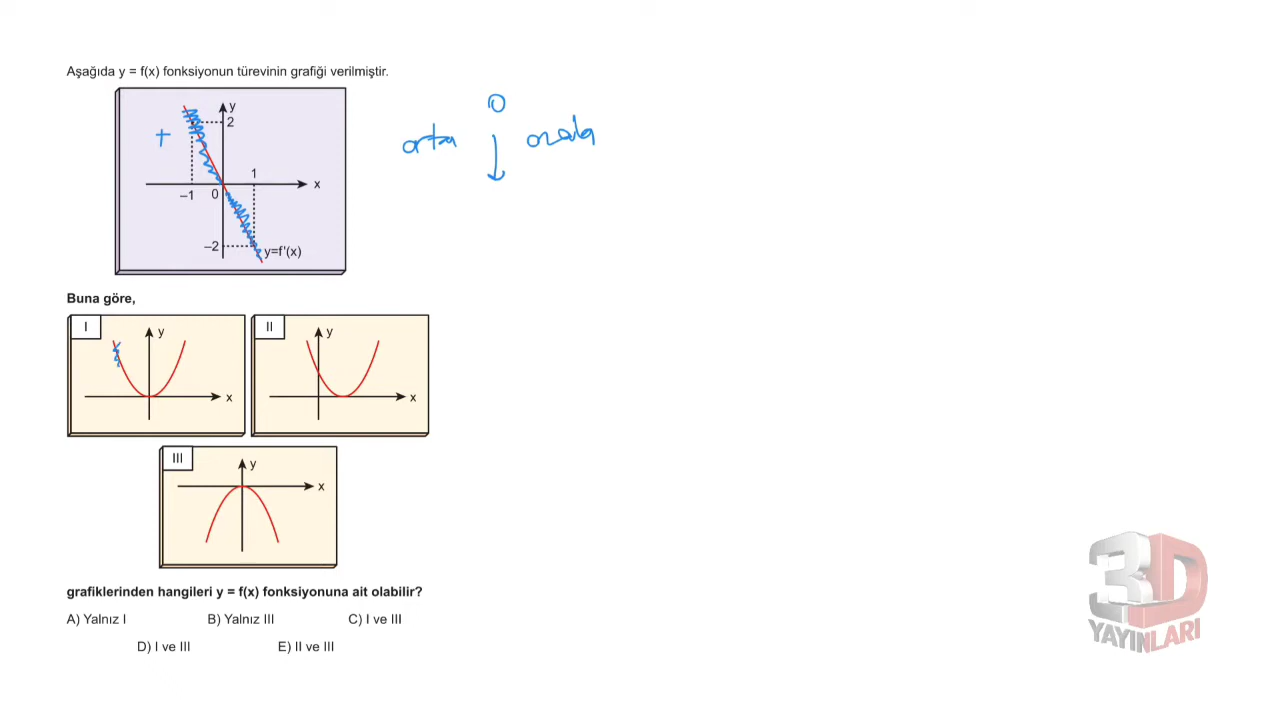 Aşağıda y = f(x) fonksiyonun türevinin grafiği verilmiştir.
y
2
+
1
x
–1
0
–2
y=f'(x)
0
orta
azala
Buna göre,
I
y
x
II
y
x
III
y
x
grafiklerinden hangileri y = f(x) fonksiyonuna ait olabilir?
A) Yalnız I
B) Yalnız III
C) I ve III
D) I ve III
E) II ve III
3D
YAYINLARI